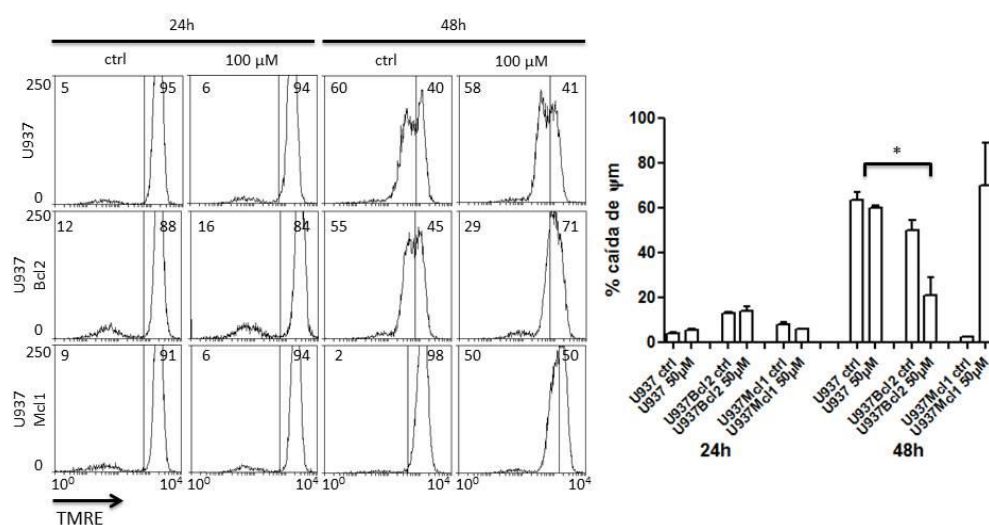 24h 48h
ctrl 100 µM ctrl 100 µM
U937
250
0
5 95
6 94
60 40
58 41
U937 Bcl2
250
0
12 88
16 84
55 45
29 71
U937 Mcl1
250
0
9 91
6 94
2 98
50 50
10⁰ 10⁴ 10⁰ 10⁴ 10⁰ 10⁴ 10⁰ 10⁴
TMRE
% caída de ψm
100
80
60
40
20
0
*
U937 ctrl
U937 50µM
U937Bcl2 ctrl
U937Bcl2 50µM
U937Mcl1 ctrl
U937Mcl1 50µM
U937 ctrl
U937 50µM
U937Bcl2 ctrl
U937Bcl2 50µM
U937Mcl1 ctrl
U937Mcl1 50µM
24h 48h